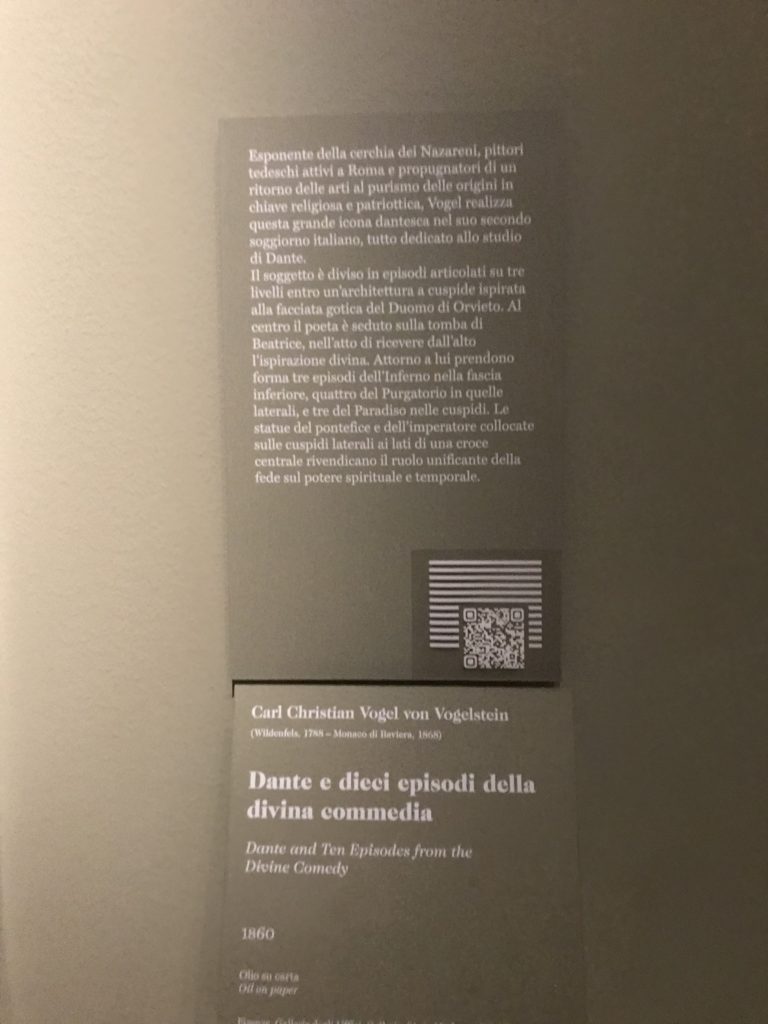 Esponente della cerchia dei Nazareni, pittori
tedeschi attivi a Roma e propugnatori di un
ritorno delle arti al purismo delle origini in
chiave religiosa e patriottica, Vogel realizza
questa grande icona dantesca nel suo secondo
soggiorno italiano, tutto dedicato allo studio
di Dante.
Il soggetto è diviso in episodi articolati su tre
livelli entro un'architettura a cuspide ispirata
alla facciata gotica del Duomo di Orvieto. Al
centro il poeta è seduto sulla tomba di
Beatrice, nell'atto di ricevere dall'alto
l'ispirazione divina. Attorno a lui prendono
forma tre episodi dell'Inferno nella fascia
inferiore, quattro del Purgatorio in quelle
laterali, e tre del Paradiso nelle cuspidi. Le
statue del pontefice e dell'imperatore collocate
sulle cuspidi laterali ai lati di una croce
centrale rivendicano il ruolo unificante della
fede sul potere spirituale e temporale.
Carl Christian Vogel von Vogelstein
(Wildenfels, 1788 – Monaco di Baviera, 1868)
Dante e dieci episodi della
divina commedia
Dante and Ten Episodes from the
Divine Comedy
1860
Olio su carta
Oil on paper